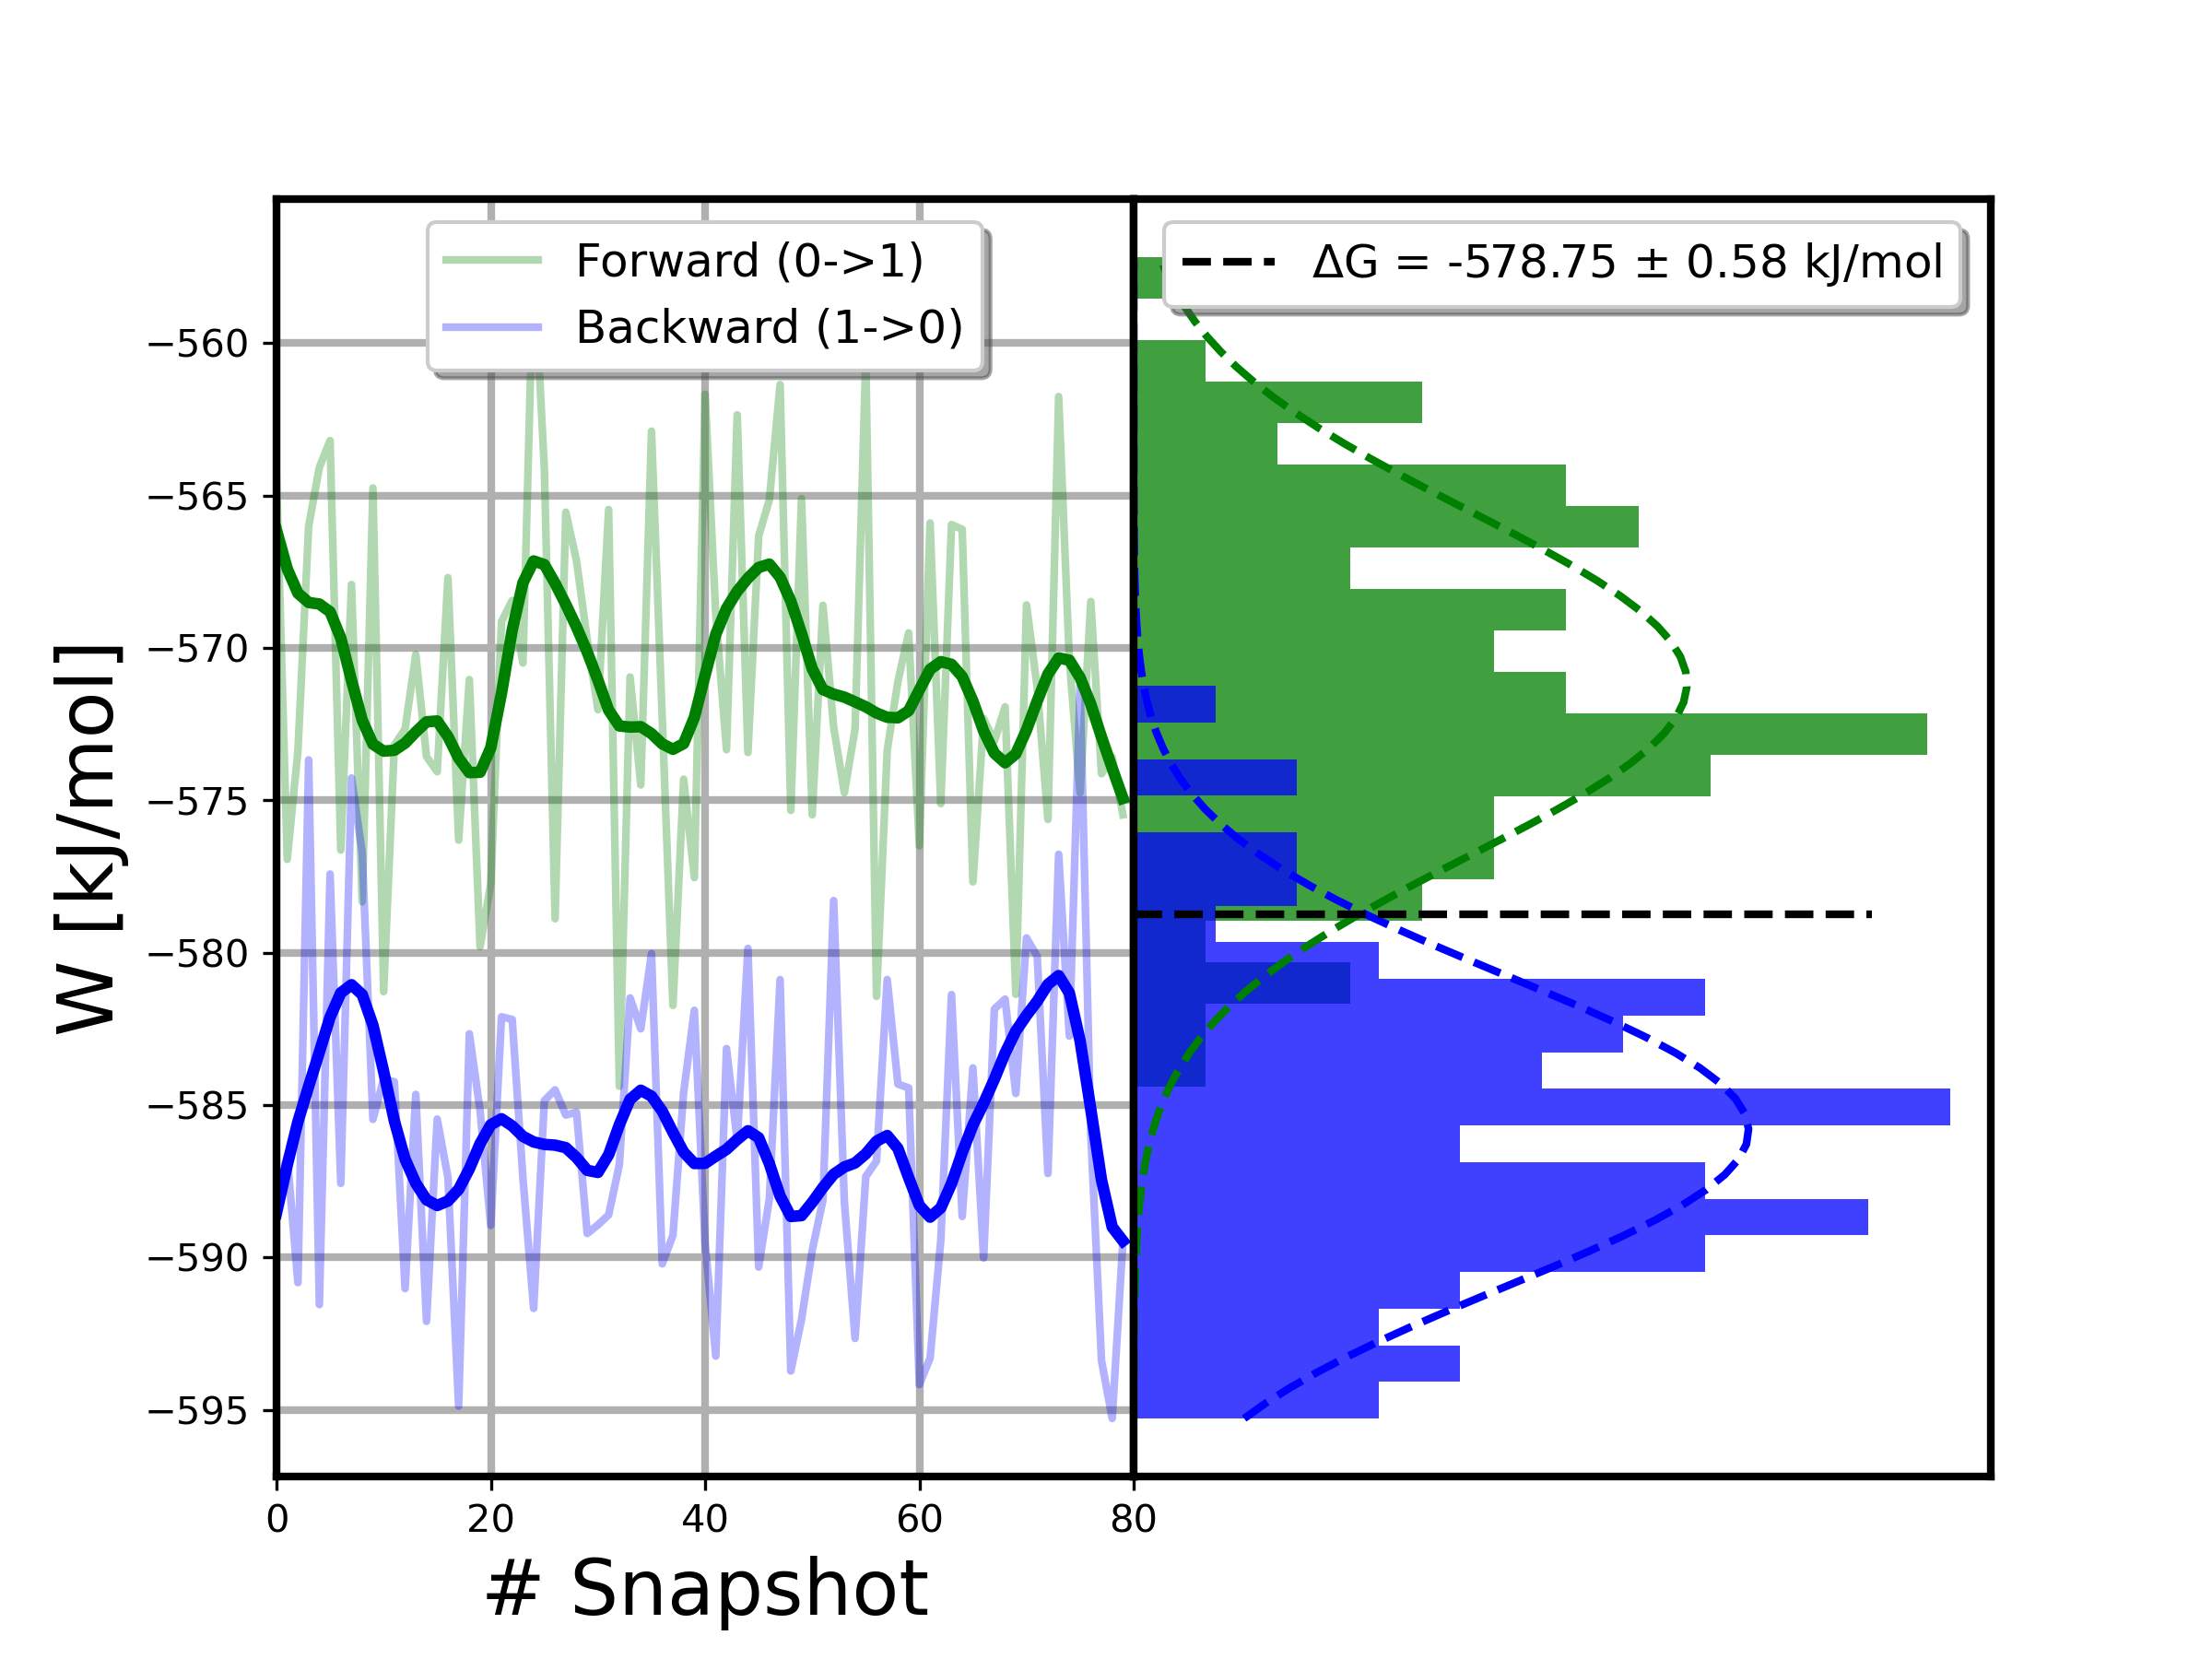 Forward (0->1)
Backward (1->0)
ΔG = -578.75 ± 0.58 kJ/mol
W [kJ/mol]
−560
−565
−570
−575
−580
−585
−590
−595
0
20
40
60
80
# Snapshot